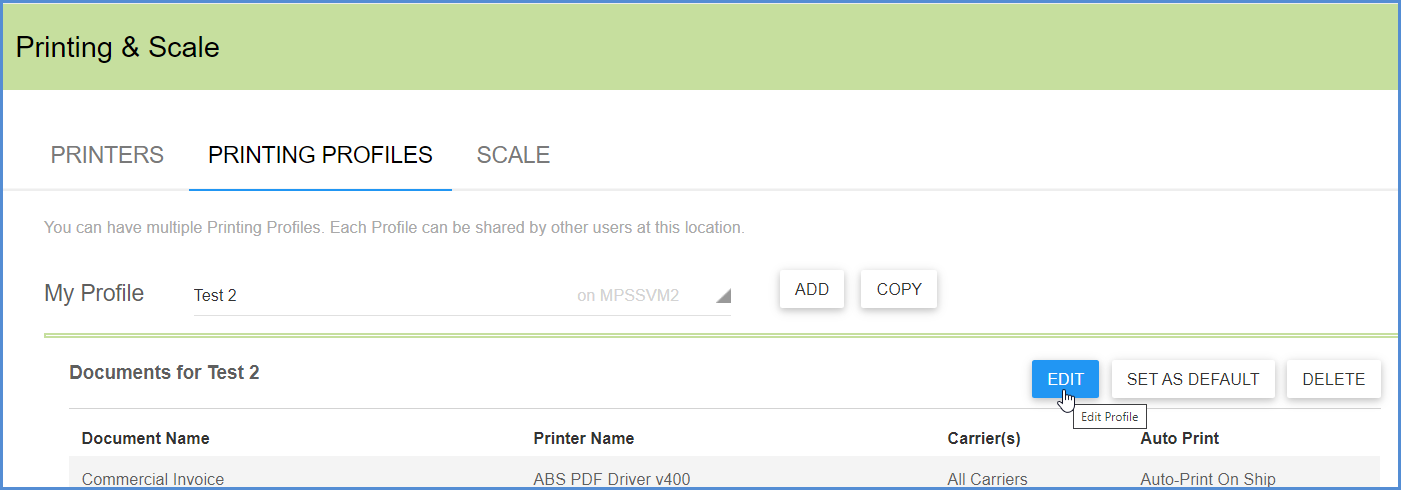 Printing & Scale
PRINTERS PRINTING PROFILES SCALE
You can have multiple Printing Profiles. Each Profile can be shared by other users at this location.
My Profile Test 2 on MPSSVM2 ADD COPY
Documents for Test 2 EDIT SET AS DEFAULT DELETE
Edit Profile
Document Name Printer Name Carrier(s) Auto Print
Commercial Invoice ABS PDF Driver v400 All Carriers Auto-Print On Ship